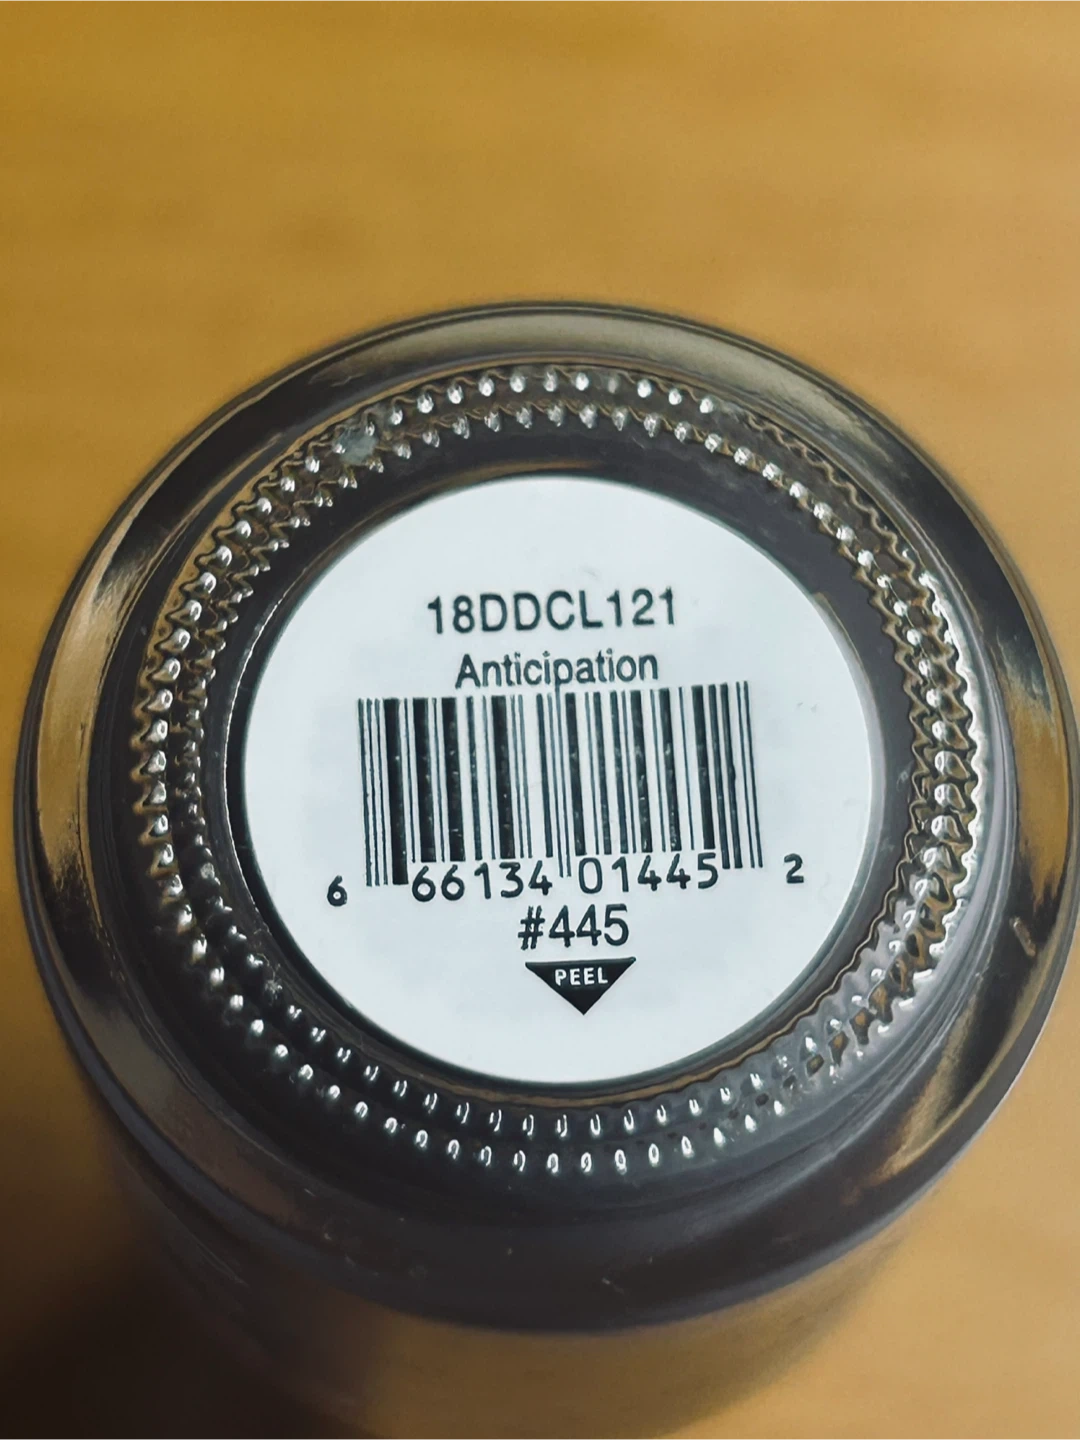 18DDCL121
Anticipation
6 66134 01445 2
#445
PEEL